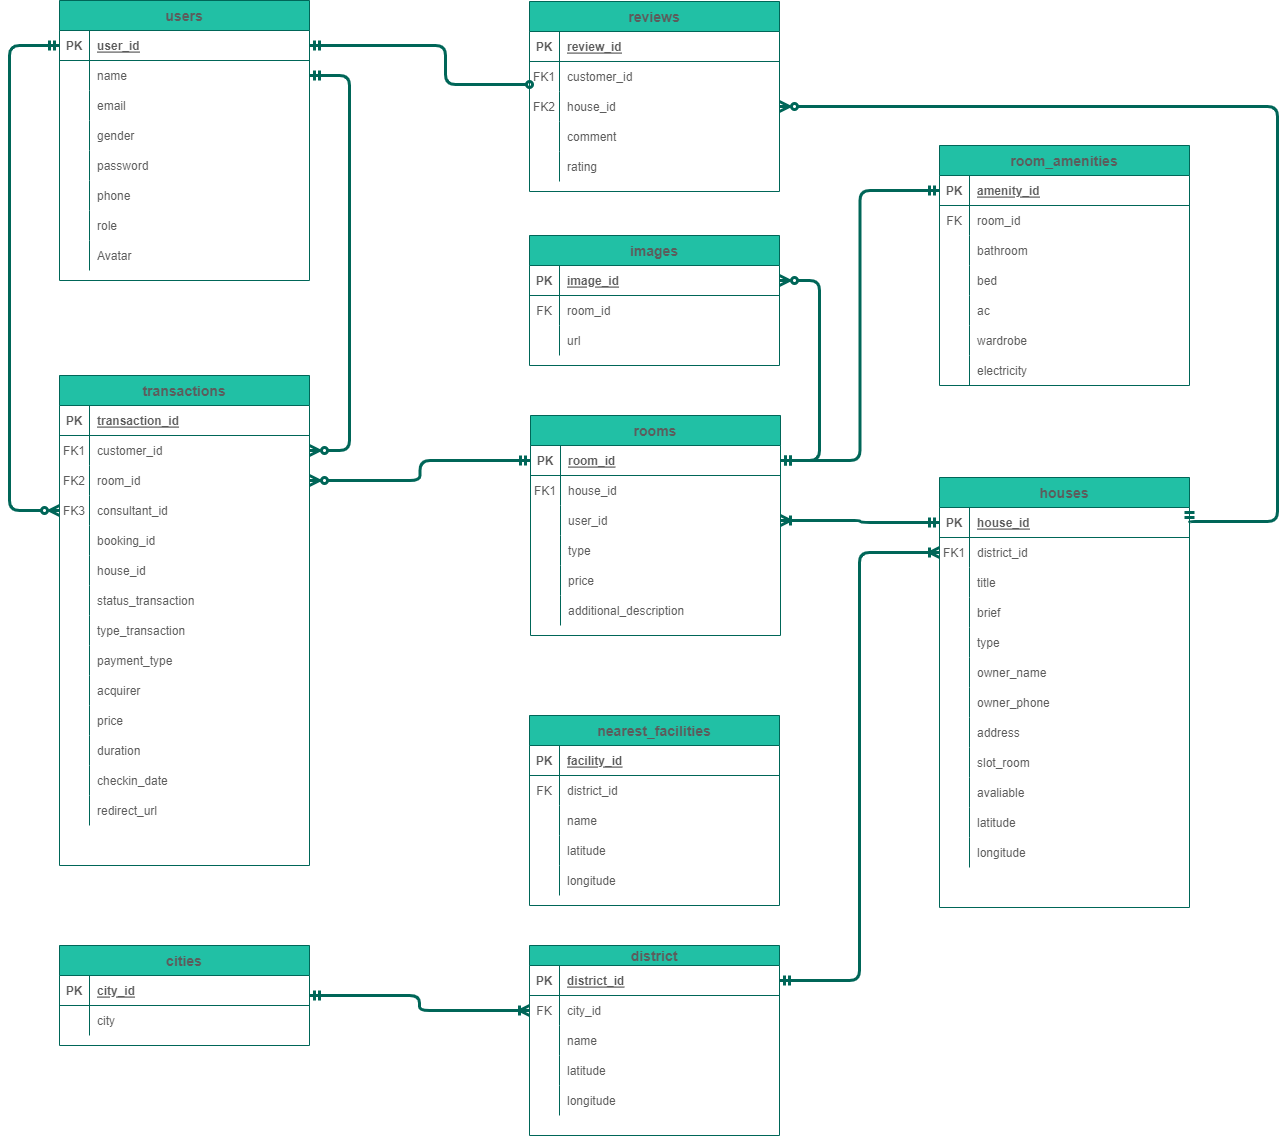 users
PK user_id
name
email
gender
password
phone
role
Avatar
reviews
PK review_id
FK1 customer_id
FK2 house_id
comment
rating
room_amenities
PK amenity_id
FK room_id
bathroom
bed
ac
wardrobe
electricity
images
PK image_id
FK room_id
url
transactions
PK transaction_id
FK1 customer_id
FK2 room_id
FK3 consultant_id
booking_id
house_id
status_transaction
type_transaction
payment_type
acquirer
price
duration
checkin_date
redirect_url
rooms
PK room_id
FK1 house_id
user_id
type
price
additional_description
houses
PK house_id
FK1 district_id
title
brief
type
owner_name
owner_phone
address
slot_room
avaliable
latitude
longitude
nearest_facilities
PK facility_id
FK district_id
name
latitude
longitude
cities
PK city_id
city
district
PK district_id
FK city_id
name
latitude
longitude